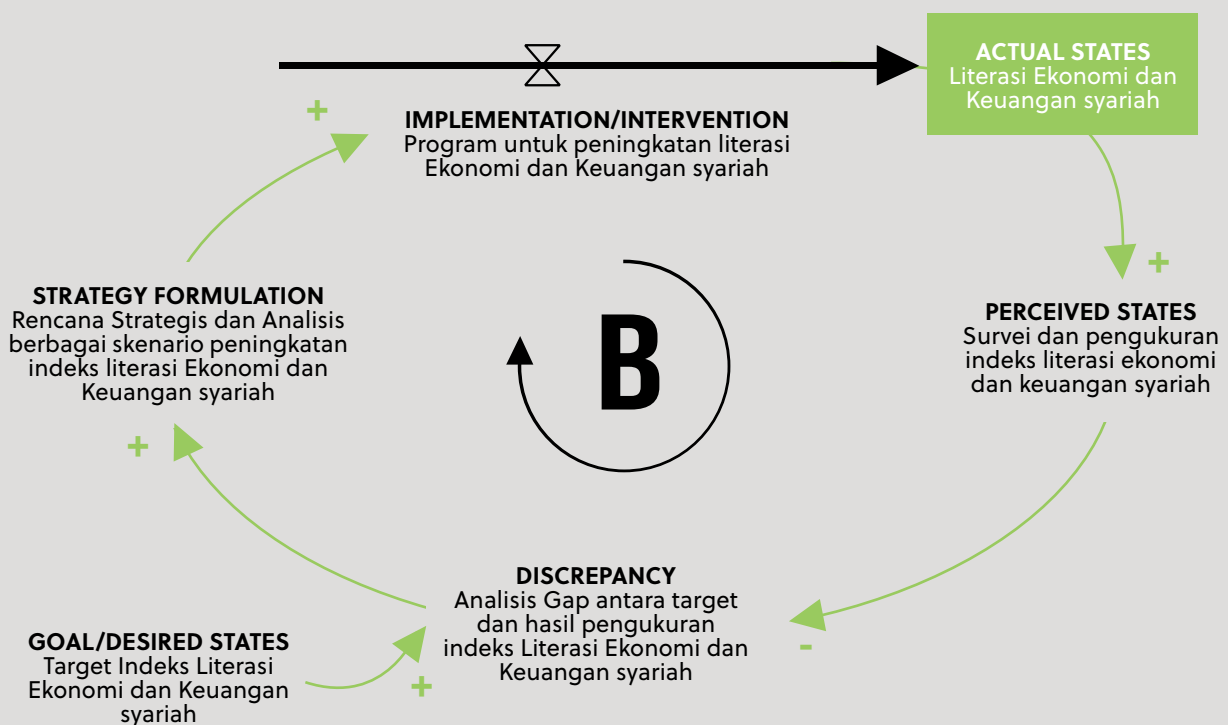 ACTUAL STATES
Literasi Ekonomi dan
Keuangan syariah
+
IMPLEMENTATION/INTERVENTION
Program untuk peningkatan literasi
Ekonomi dan Keuangan syariah
+
PERCEIVED STATES
Survei dan pengukuran
indeks literasi ekonomi
dan keuangan syariah
STRATEGY FORMULATION
Rencana Strategis dan Analisis
berbagai skenario peningkatan
indeks literasi Ekonomi dan
Keuangan syariah
B
+
DISCREPANCY
Analisis Gap antara target
dan hasil pengukuran
indeks Literasi Ekonomi dan
Keuangan syariah
-
GOAL/DESIRED STATES
Target Indeks Literasi
Ekonomi dan Keuangan
syariah
+